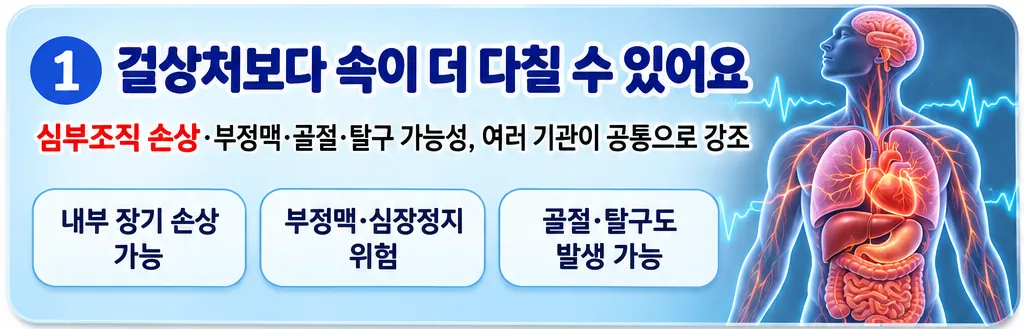 1 걸상처보다 속이 더 다칠 수 있어요
심부조직 손상·부정맥·골절·탈구 가능성, 여러 기관이 공통으로 강조
내부 장기 손상
가능
부정맥·심장정지
위험
골절·탈구도
발생 가능